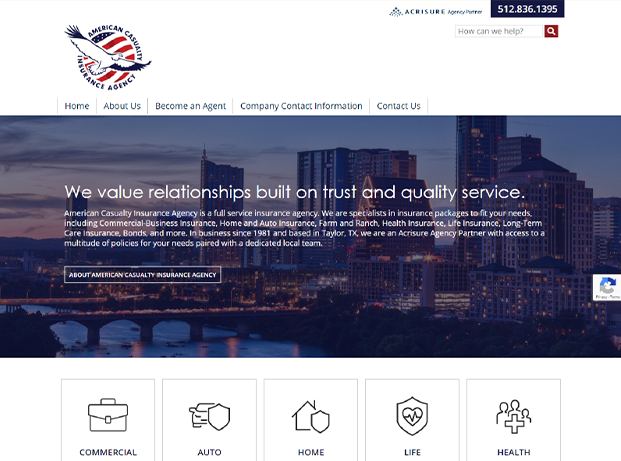 ACRISURE Agency Partner
512.836.1395
AMERICAN CASUALTY
INSURANCE AGENCY
How can we help?
Home
About Us
Become an Agent
Company Contact Information
Contact Us
We value relationships built on trust and quality service.
American Casualty Insurance Agency is a full service insurance agency. We are specialists in insurance packages to fit your needs,
including Commercial-Business Insurance, Home and Auto Insurance, Farm and Ranch, Health Insurance, Life Insurance, Long-Term
Care Insurance, Bonds, and more. In business since 1981 and based in Taylor, TX, we are an Acrisure Agency Partner with access to a
multitude of policies for your needs paired with a dedicated local team.
ABOUT AMERICAN CASUALTY INSURANCE AGENCY
Privacy - Terms
COMMERCIAL
AUTO
HOME
LIFE
HEALTH